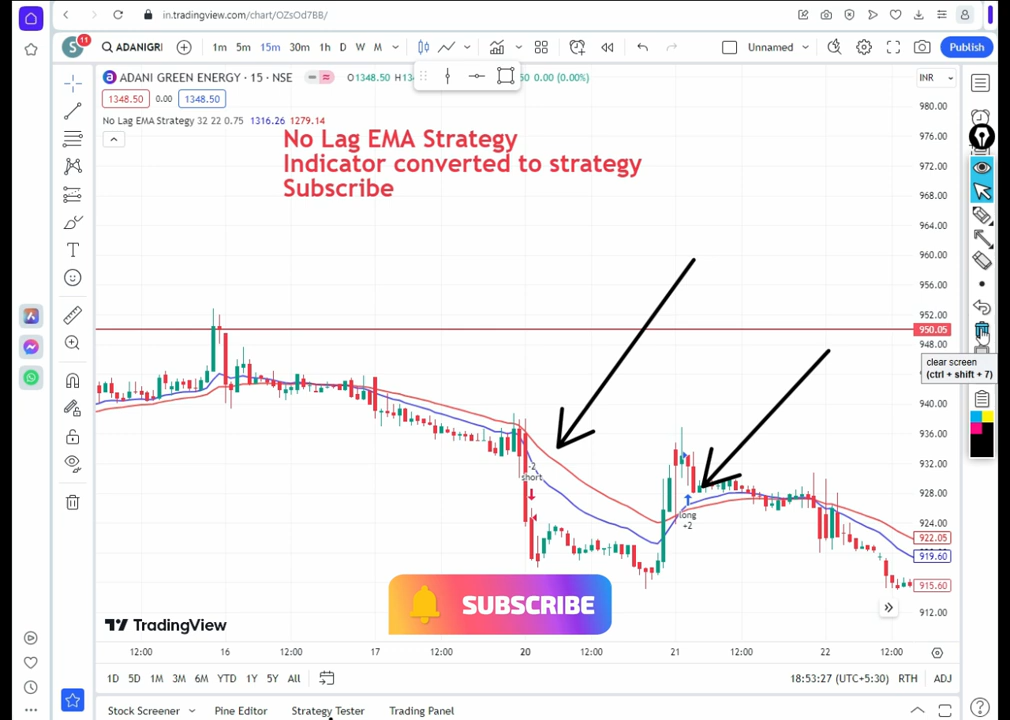 in.tradingview.com/chart/OZsOd7BB/
S 11 ADANIGRI 1m 5m 15m 30m 1h D W M Unnamed Publish
a ADANI GREEN ENERGY · 15 · NSE O1348.50 H13 50 0.00 (0.00%) INR
1348.50 0.00 1348.50
No Lag EMA Strategy 32 22 0.75 1316.26 1279.14
No Lag EMA Strategy
Indicator converted to strategy
Subscribe
980.00
976.00
972.00
968.00
964.00
960.00
956.00
952.00
950.05
948.00
clear screen
(ctrl + shift + 7)
940.00
936.00
932.00
928.00
924.00
922.05
919.60
915.60
912.00
-2
short
long
+2
SUBSCRIBE
TradingView
12:00 16 12:00 17 12:00 20 12:00 21 12:00 22 12:00
1D 5D 1M 3M 6M YTD 1Y 5Y All 18:53:27 (UTC+5:30) RTH ADJ
Stock Screener Pine Editor Strategy Tester Trading Panel